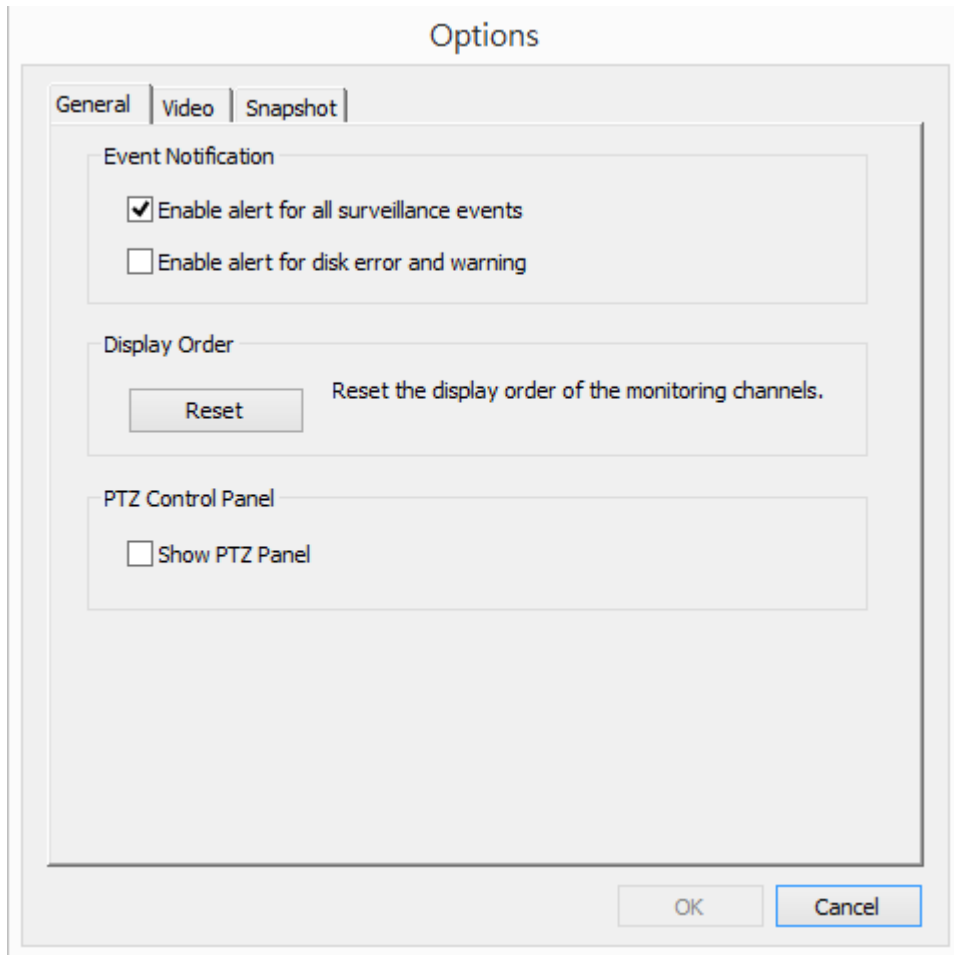 Options
General Video Snapshot
Event Notification
Enable alert for all surveillance events
Enable alert for disk error and warning
Display Order
Reset Reset the display order of the monitoring channels.
PTZ Control Panel
Show PTZ Panel
OK Cancel